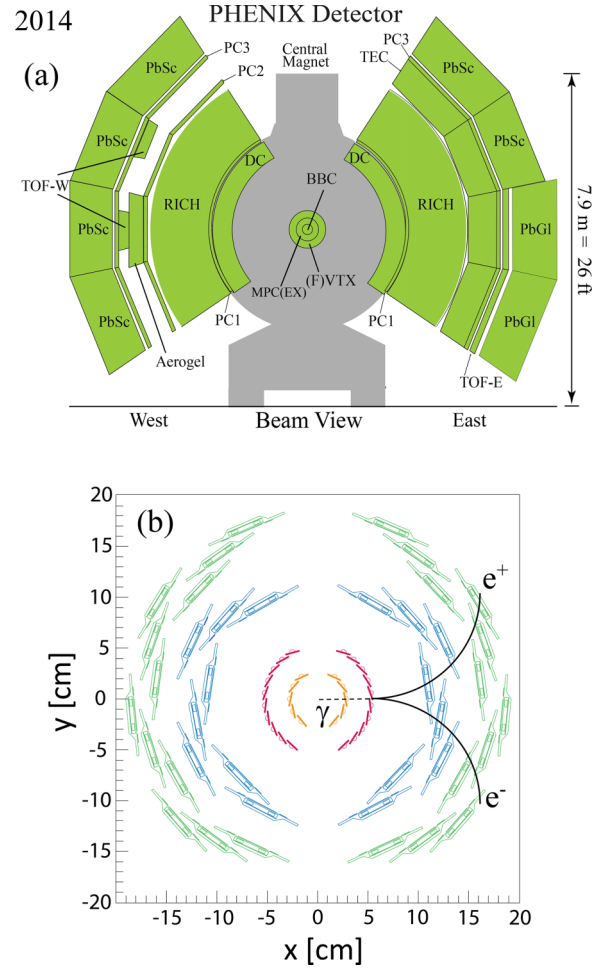 2014
PHENIX Detector
(a)
PbSc
PC3
PC2
Central
Magnet
PC3
TEC
PbSc
PbSc
DC
DC
PbSc
TOF-W
BBC
RICH
RICH
PbSc
PbGl
(F)VTX
MPC(EX)
PbSc
PC1
PC1
PbGl
Aerogel
TOF-E
7.9 m = 26 ft
West
Beam View
East
(b)
20
15
10
5
0
-5
-10
-15
-20
y [cm]
e+
γ
e-
-15
-10
-5
0
5
10
15
20
x [cm]